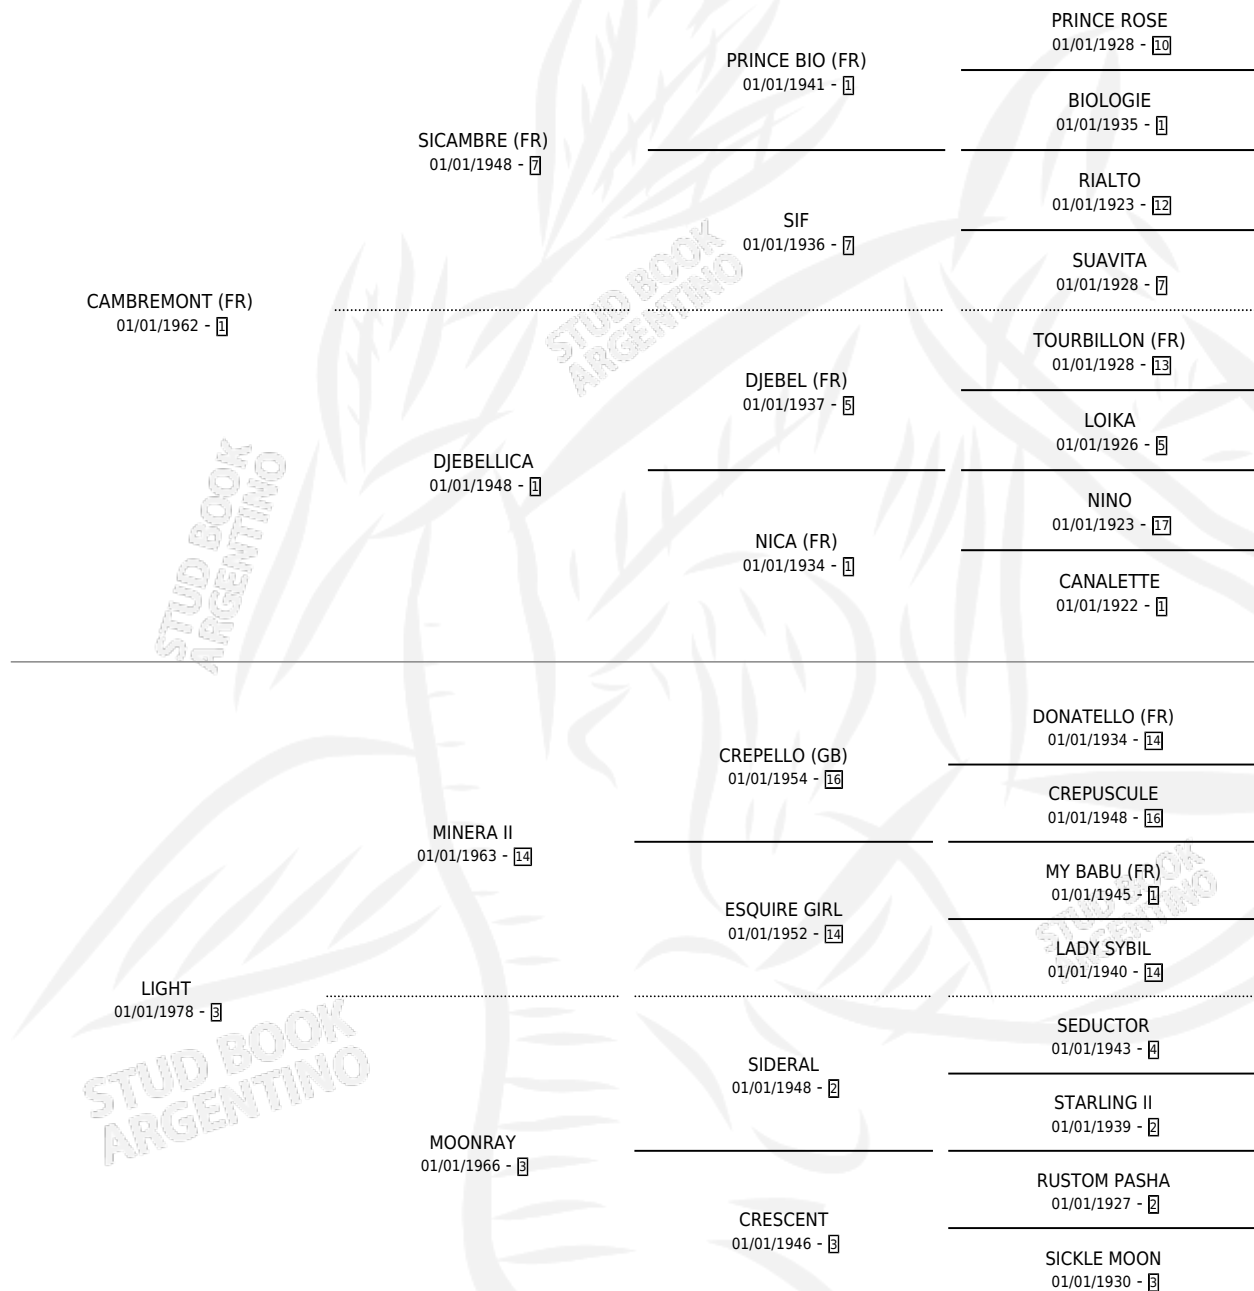 PRINCE ROSE
01/01/1928 - 10
PRINCE BIO (FR)
01/01/1941 - 1
BIOLOGIE
01/01/1935 - 1
SICAMBRE (FR)
01/01/1948 - 7
RIALTO
01/01/1923 - 12
SIF
01/01/1936 - 7
SUAVITA
01/01/1928 - 7
CAMBREMONT (FR)
01/01/1962 - 1
TOURBILLON (FR)
01/01/1928 - 13
DJEBEL (FR)
01/01/1937 - 5
LOIKA
01/01/1926 - 5
DJEBELLICA
01/01/1948 - 1
NINO
01/01/1923 - 17
NICA (FR)
01/01/1934 - 1
CANALETTE
01/01/1922 - 1
DONATELLO (FR)
01/01/1934 - 14
CREPELLO (GB)
01/01/1954 - 16
CREPUSCULE
01/01/1948 - 16
MINERA II
01/01/1963 - 14
MY BABU (FR)
01/01/1945 - 1
ESQUIRE GIRL
01/01/1952 - 14
LADY SYBIL
01/01/1940 - 14
LIGHT
01/01/1978 - 3
SEDUCTOR
01/01/1943 - 4
SIDERAL
01/01/1948 - 2
STARLING II
01/01/1939 - 2
MOONRAY
01/01/1966 - 3
RUSTOM PASHA
01/01/1927 - 2
CRESCENT
01/01/1946 - 3
SICKLE MOON
01/01/1930 - 3
STUD BOOK
ARGENTINO
STUD BOOK
ARGENTINO
STUD BOOK
ARGENTINO
STUD BOOK
ARGENTINO